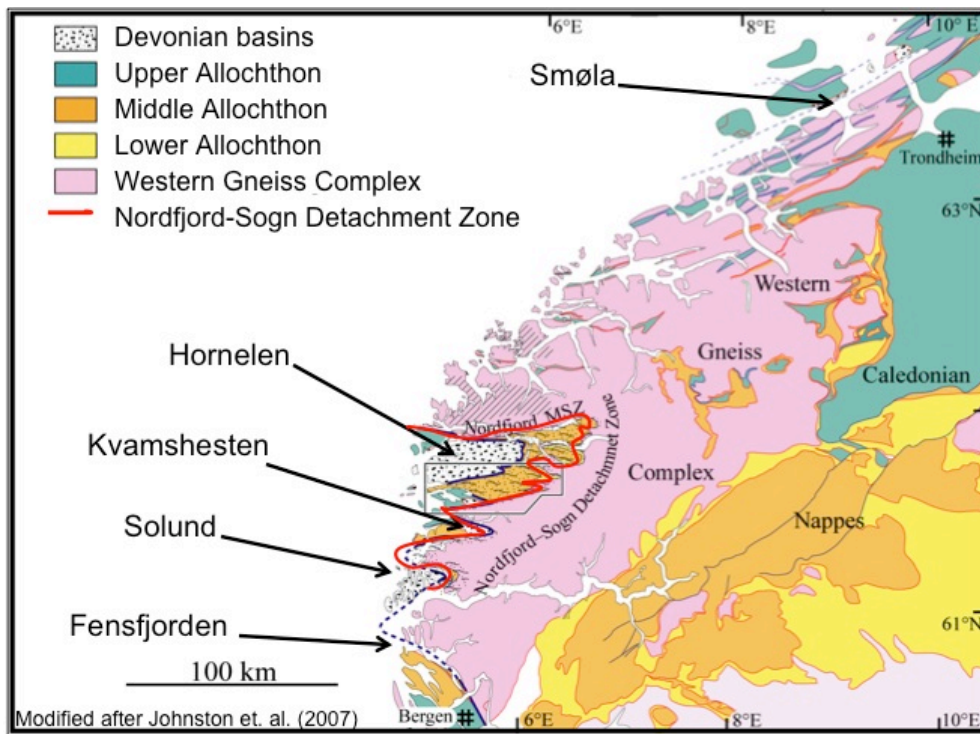 6°E
8°E
10° E
Devonian basins
Upper Allochthon
Middle Allochthon
Lower Allochthon
Western Gneiss Complex
Nordfjord-Sogn Detachment Zone
Smøla
Trondheim
63°N
Western
Gneiss
Caledonian
Hornelen
Nordfjord MSZ
Kvamshesten
Nordfjord–Sogn Detachmnet Zone
Complex
Solund
Nappes
Fensfjorden
61°N
100 km
Modified after Johnston et. al. (2007)
Bergen
6°E
8°E
10°E